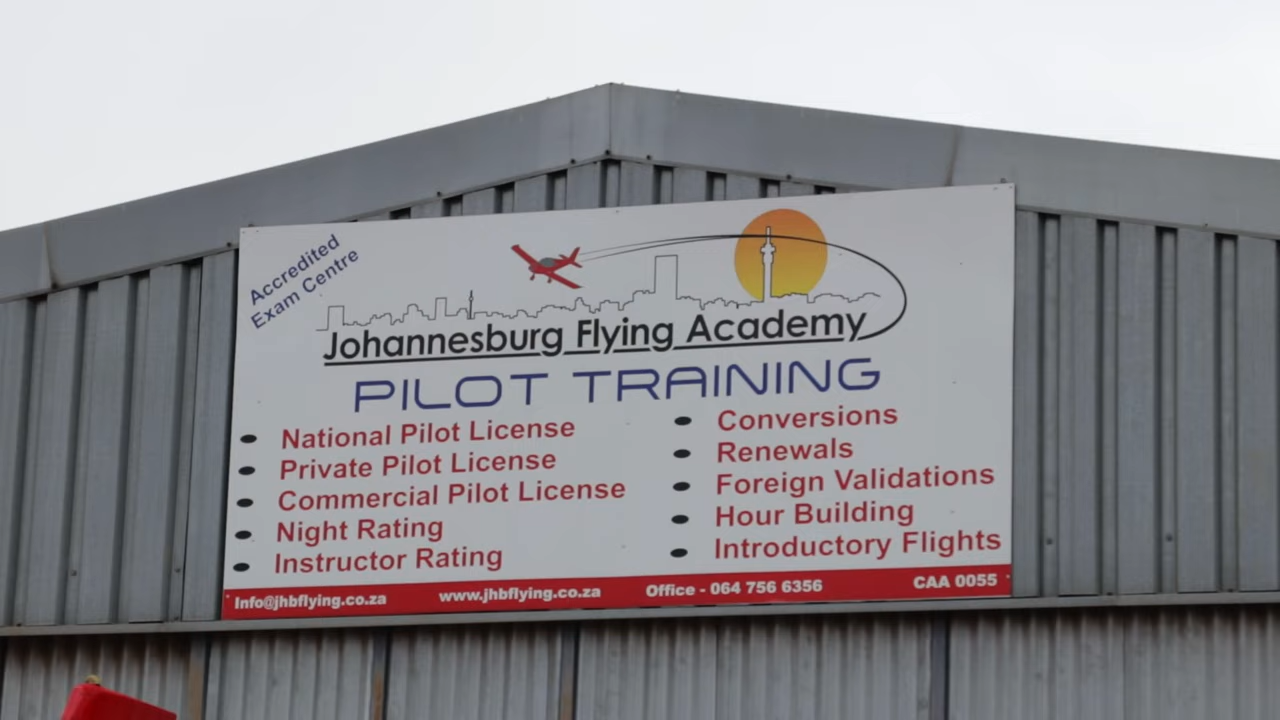 Accredited
Exam Centre
Johannesburg Flying Academy
PILOT TRAINING
National Pilot License
Private Pilot License
Commercial Pilot License
Night Rating
Instructor Rating
Conversions
Renewals
Foreign Validations
Hour Building
Introductory Flights
Info@jhbflying.co.za www.jhbflying.co.za Office - 064 756 6356 CAA 0055